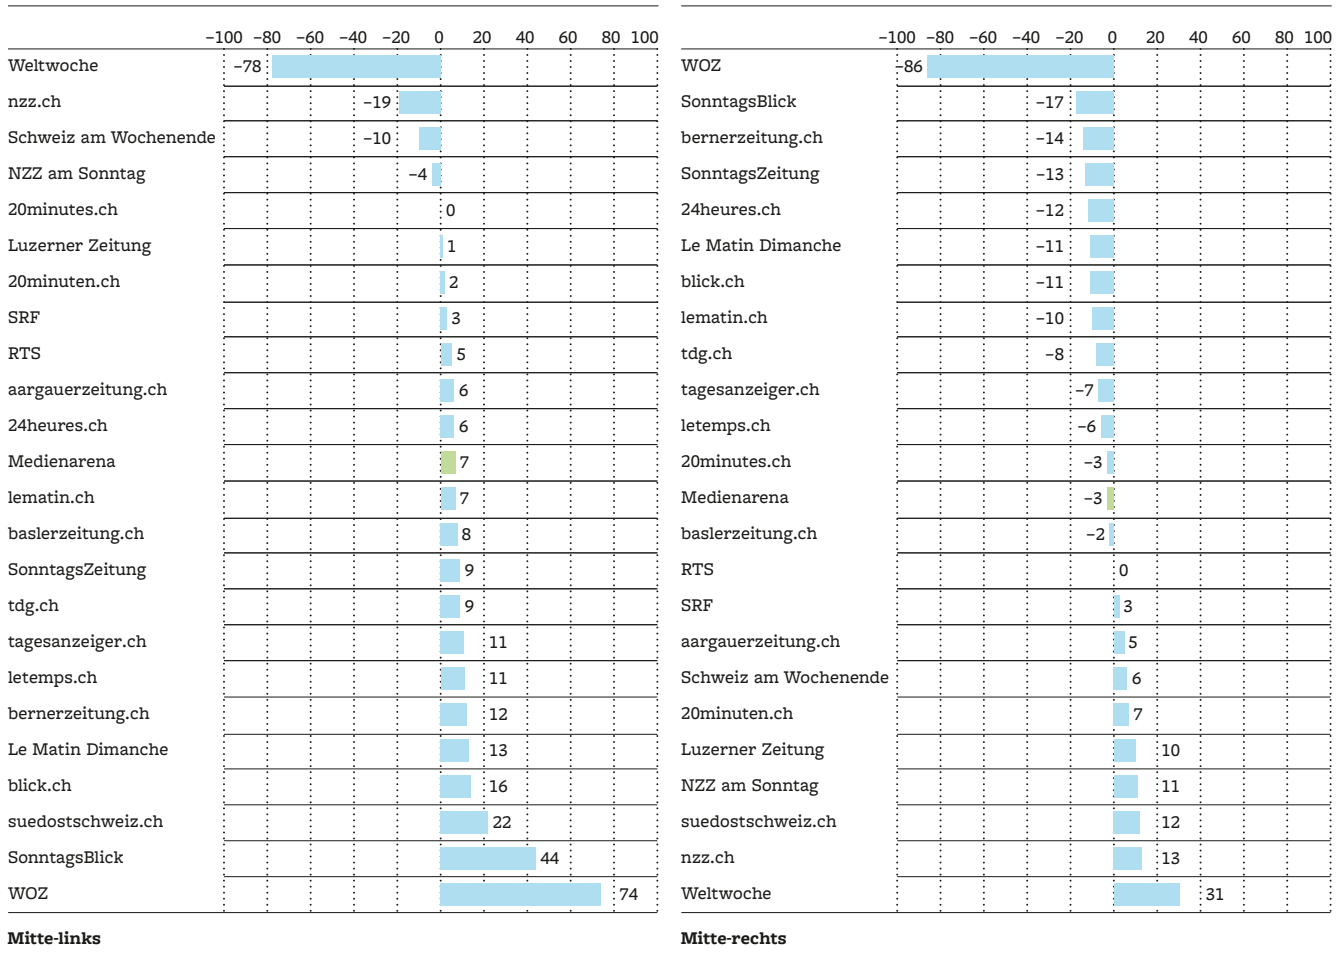 −100 −80 −60 −40 −20 0 20 40 60 80 100
Weltwoche −78
nzz.ch −19
Schweiz am Wochenende −10
NZZ am Sonntag −4
20minutes.ch 0
Luzerner Zeitung 1
20minuten.ch 2
SRF 3
RTS 5
aargauerzeitung.ch 6
24heures.ch 6
Medienarena 7
lematin.ch 7
baslerzeitung.ch 8
SonntagsZeitung 9
tdg.ch 9
tagesanzeiger.ch 11
letemps.ch 11
bernerzeitung.ch 12
Le Matin Dimanche 13
blick.ch 16
suedostschweiz.ch 22
SonntagsBlick 44
WOZ 74
Mitte-links
−100 −80 −60 −40 −20 0 20 40 60 80 100
WOZ −86
SonntagsBlick −17
bernerzeitung.ch −14
SonntagsZeitung −13
24heures.ch −12
Le Matin Dimanche −11
blick.ch −11
lematin.ch −10
tdg.ch −8
tagesanzeiger.ch −7
letemps.ch −6
20minutes.ch −3
Medienarena −3
baslerzeitung.ch −2
RTS 0
SRF 3
aargauerzeitung.ch 5
Schweiz am Wochenende 6
20minuten.ch 7
Luzerner Zeitung 10
NZZ am Sonntag 11
suedostschweiz.ch 12
nzz.ch 13
Weltwoche 31
Mitte-rechts